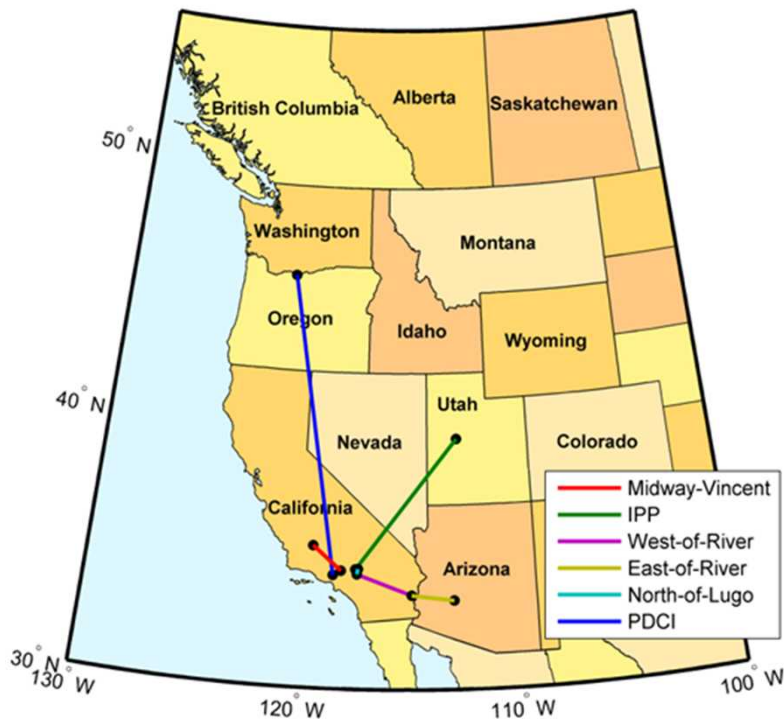 50° N
40° N
30° N
130° W
120° W
110° W
100° W
British Columbia
Alberta
Saskatchewan
Washington
Montana
Oregon
Idaho
Wyoming
Utah
Nevada
Colorado
California
Arizona
Midway-Vincent
IPP
West-of-River
East-of-River
North-of-Lugo
PDCI